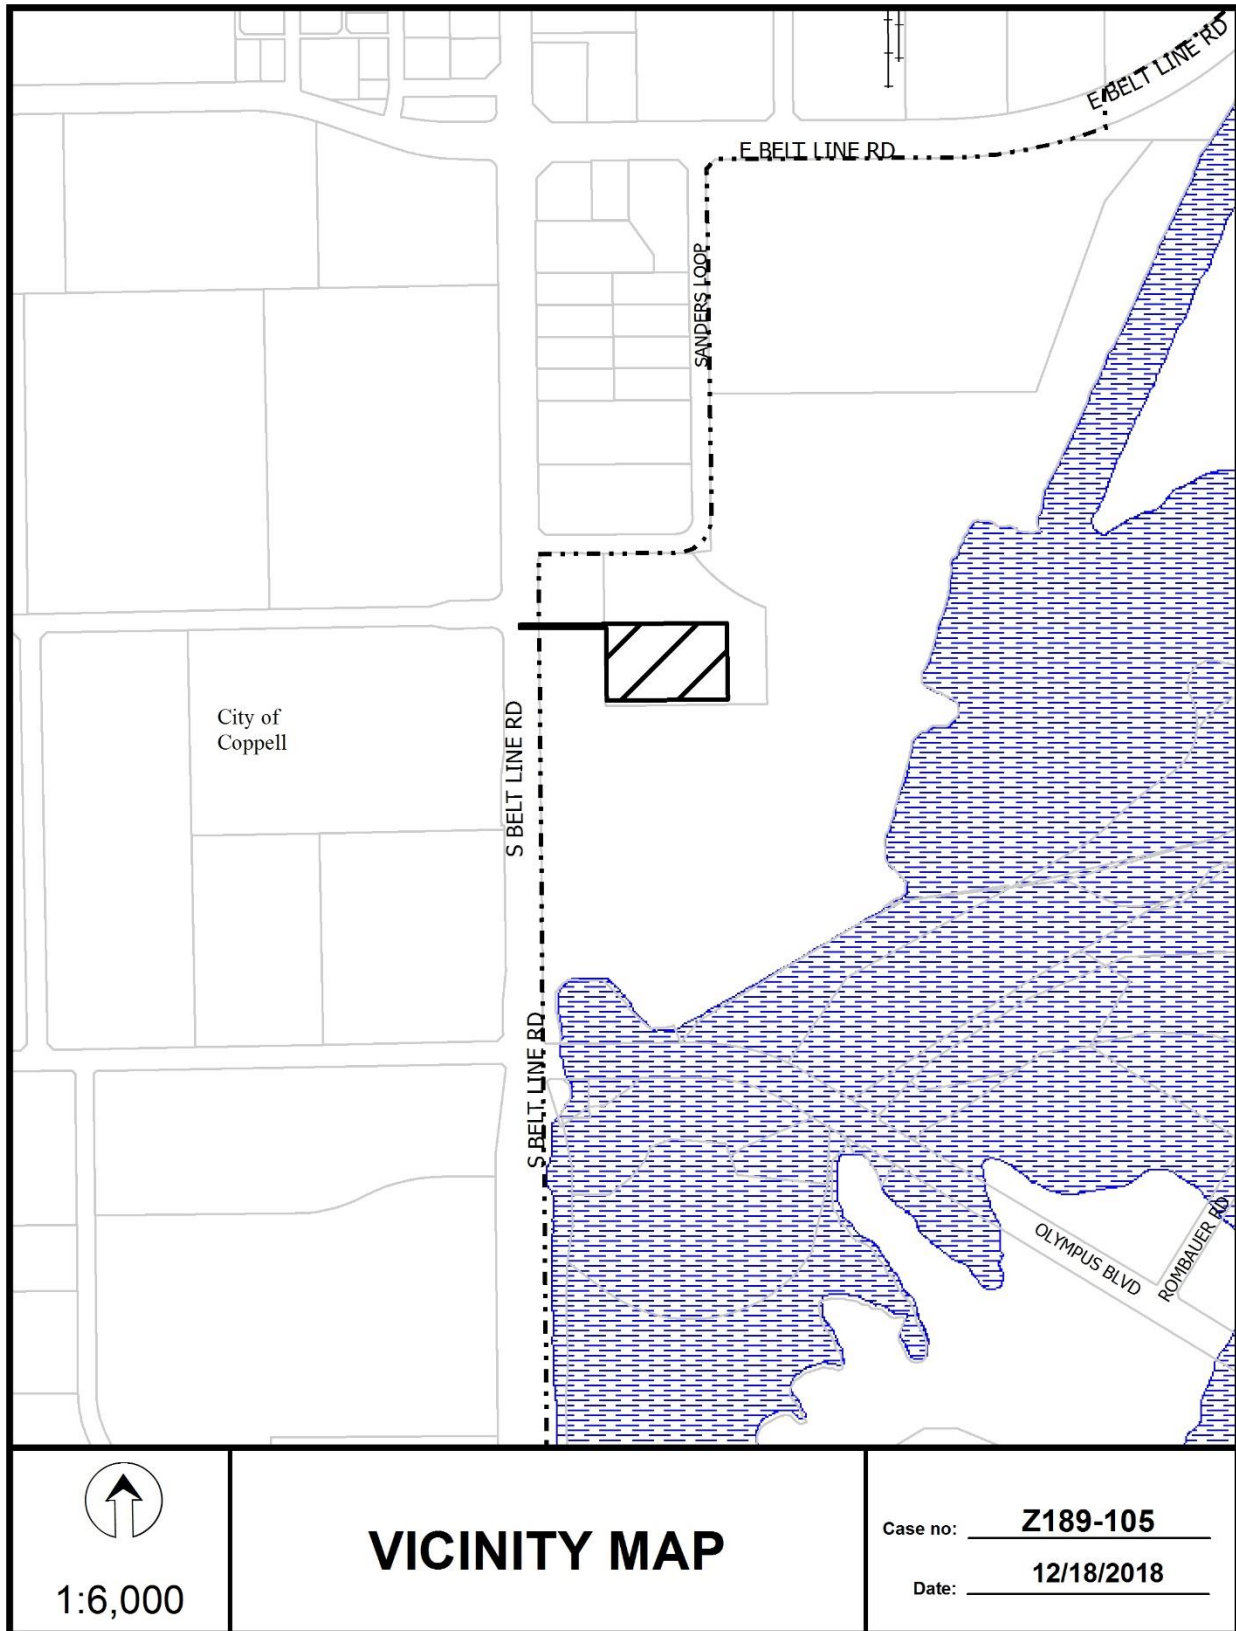 E BELT LINE RD
E BELT LINE RD
SANDERS LOOP
City of
Coppell
S BELT LINE RD
S BELT LINE RD
OLYMPUS BLVD
ROMBAUER RD
1:6,000
VICINITY MAP
Case no: Z189-105
Date: 12/18/2018